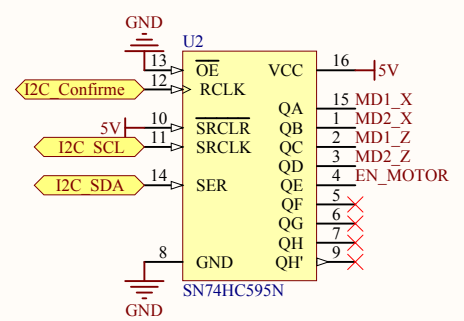 GND
U2
13 OE VCC 16 5V
I2C_Confirme 12 RCLK
QA 15 MD1_X
5V 10 SRCLR QB 1 MD2_X
I2C_SCL 11 SRCLK QC 2 MD1_Z
QD 3 MD2_Z
I2C_SDA 14 SER QE 4 EN_MOTOR
QF 5
QG 6
QH 7
8 GND QH' 9
SN74HC595N
GND